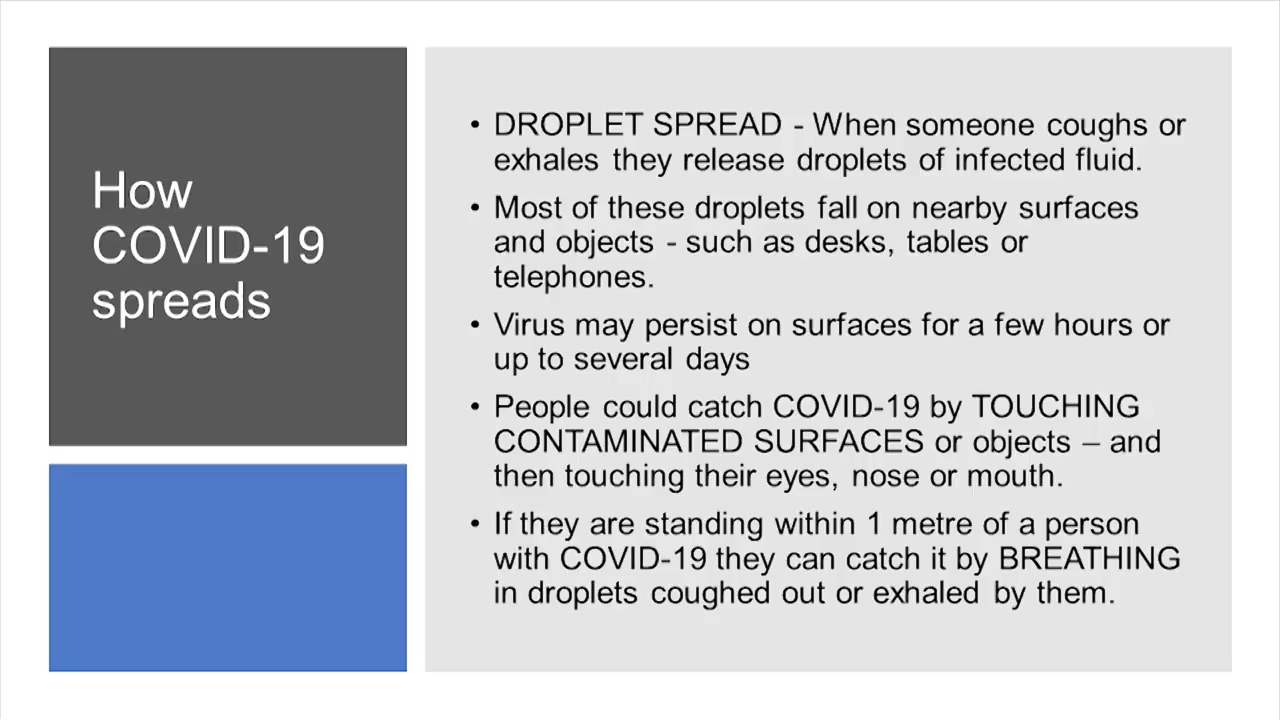 How
COVID-19
spreads
• DROPLET SPREAD - When someone coughs or
exhales they release droplets of infected fluid.
• Most of these droplets fall on nearby surfaces
and objects - such as desks, tables or
telephones.
• Virus may persist on surfaces for a few hours or
up to several days
• People could catch COVID-19 by TOUCHING
CONTAMINATED SURFACES or objects – and
then touching their eyes, nose or mouth.
• If they are standing within 1 metre of a person
with COVID-19 they can catch it by BREATHING
in droplets coughed out or exhaled by them.